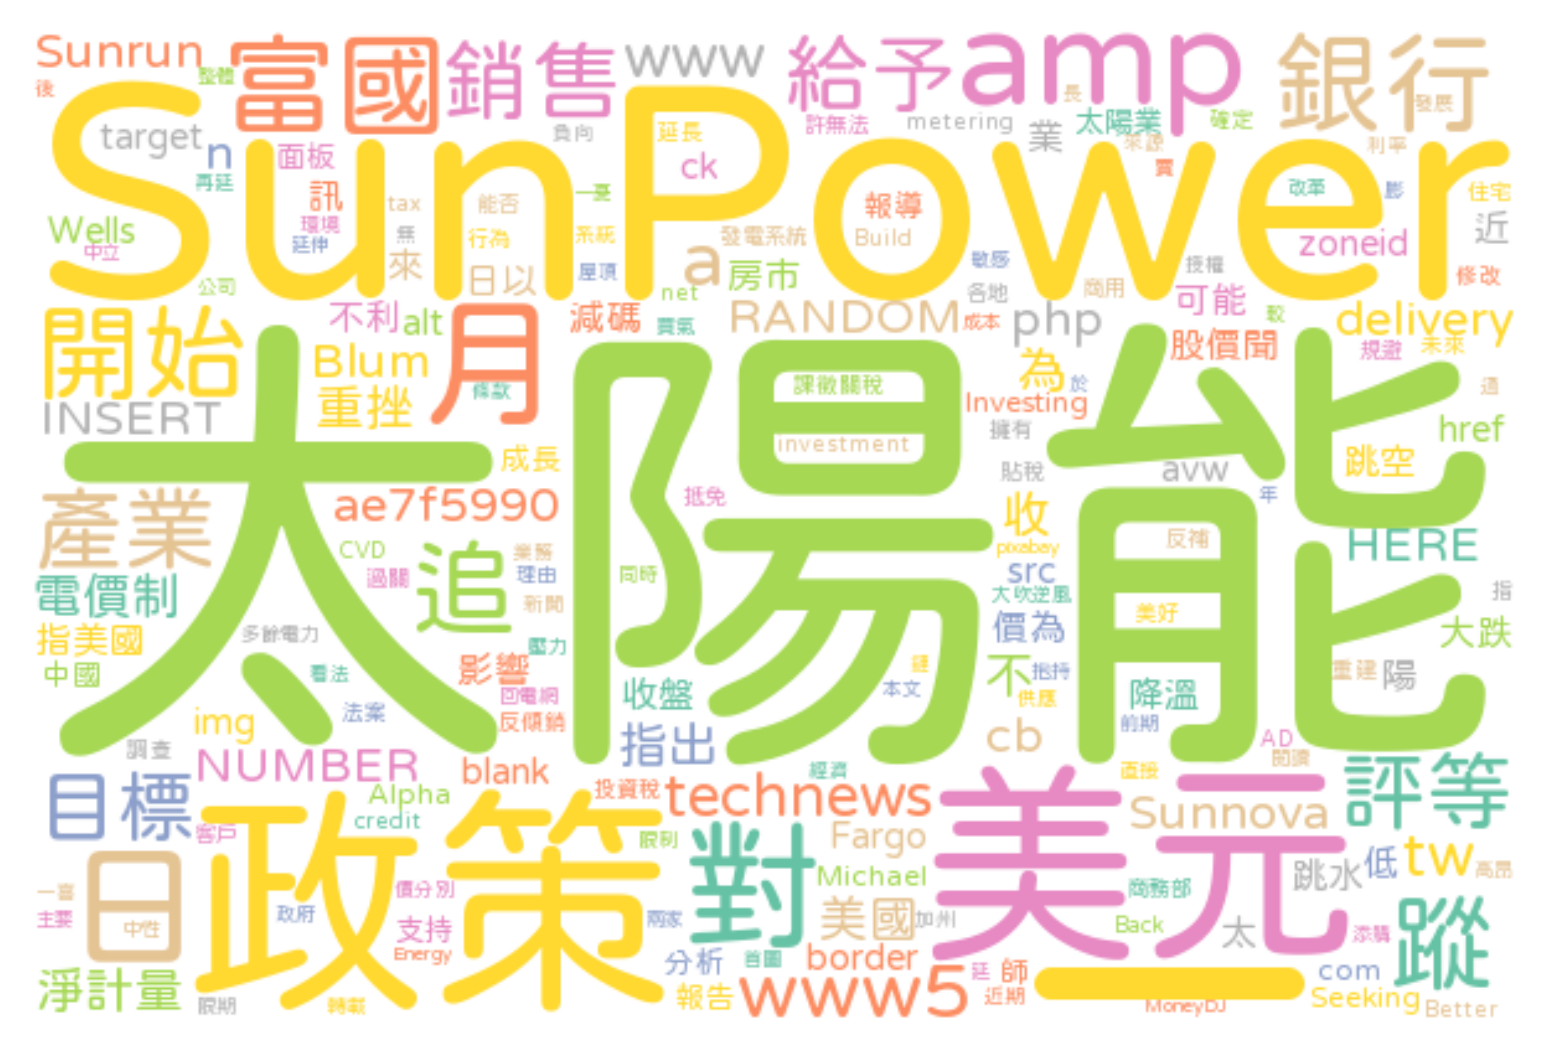 Sunrun 富國 銷售 www 給予 amp 銀行
後 整體 長 發展
SunPower
target n 面板 負向 延長 ck 許無法 metering 業 太陽業 來源 確定 利率
再延 訊 環境 延伸 tax 能否 一憂 報導 買 改革 膨 住宅
Wells 中立 無 來 行為 系統 發電系統 Build zoneid 近
公司 日以 屋頂 a 房市 net 敏感 各地 商用 授權 可能 修改
開始 不利 alt 月 減碼 買氣 RANDOM 成本 php 股價聞 較 delivery
Blum 重挫 條款 課徵關稅 為 於 規避 未來
INSERT 太陽能 investment Investing 擁有 適 href
產業 成長 ae7f5990 抵免 貼稅 avw 年 跳空
CVD 過關 追 業務 理由 新聞 同時 收 pixabay src 反補 HERE
電價制 大吹逆風 美好 指
指美國 多餘電力 壓力 價為 大跌
中國 看法 影響 回電網 收盤 鏈 本文 不 抱持 供應 降溫 重建 陽
img 法案 反傾銷 指出 cb 前期 AD
調查 NUMBER blank 投資稅 經濟 直接 閱讀
目標 Alpha credit technews 美元 Sunnova 評等
客戶 政策 限制 對 Fargo 跳水 低 tw 高昂
一喜 主要 日 中性 政府 債分別 支持 兩家 Michael 美國 加州 商務部 Back 太 添購 蹤
Energy 分析 首圖 border 延 師 一 com
淨計量 限期 轉載 報告 www5 近期 MoneyDJ Seeking Better